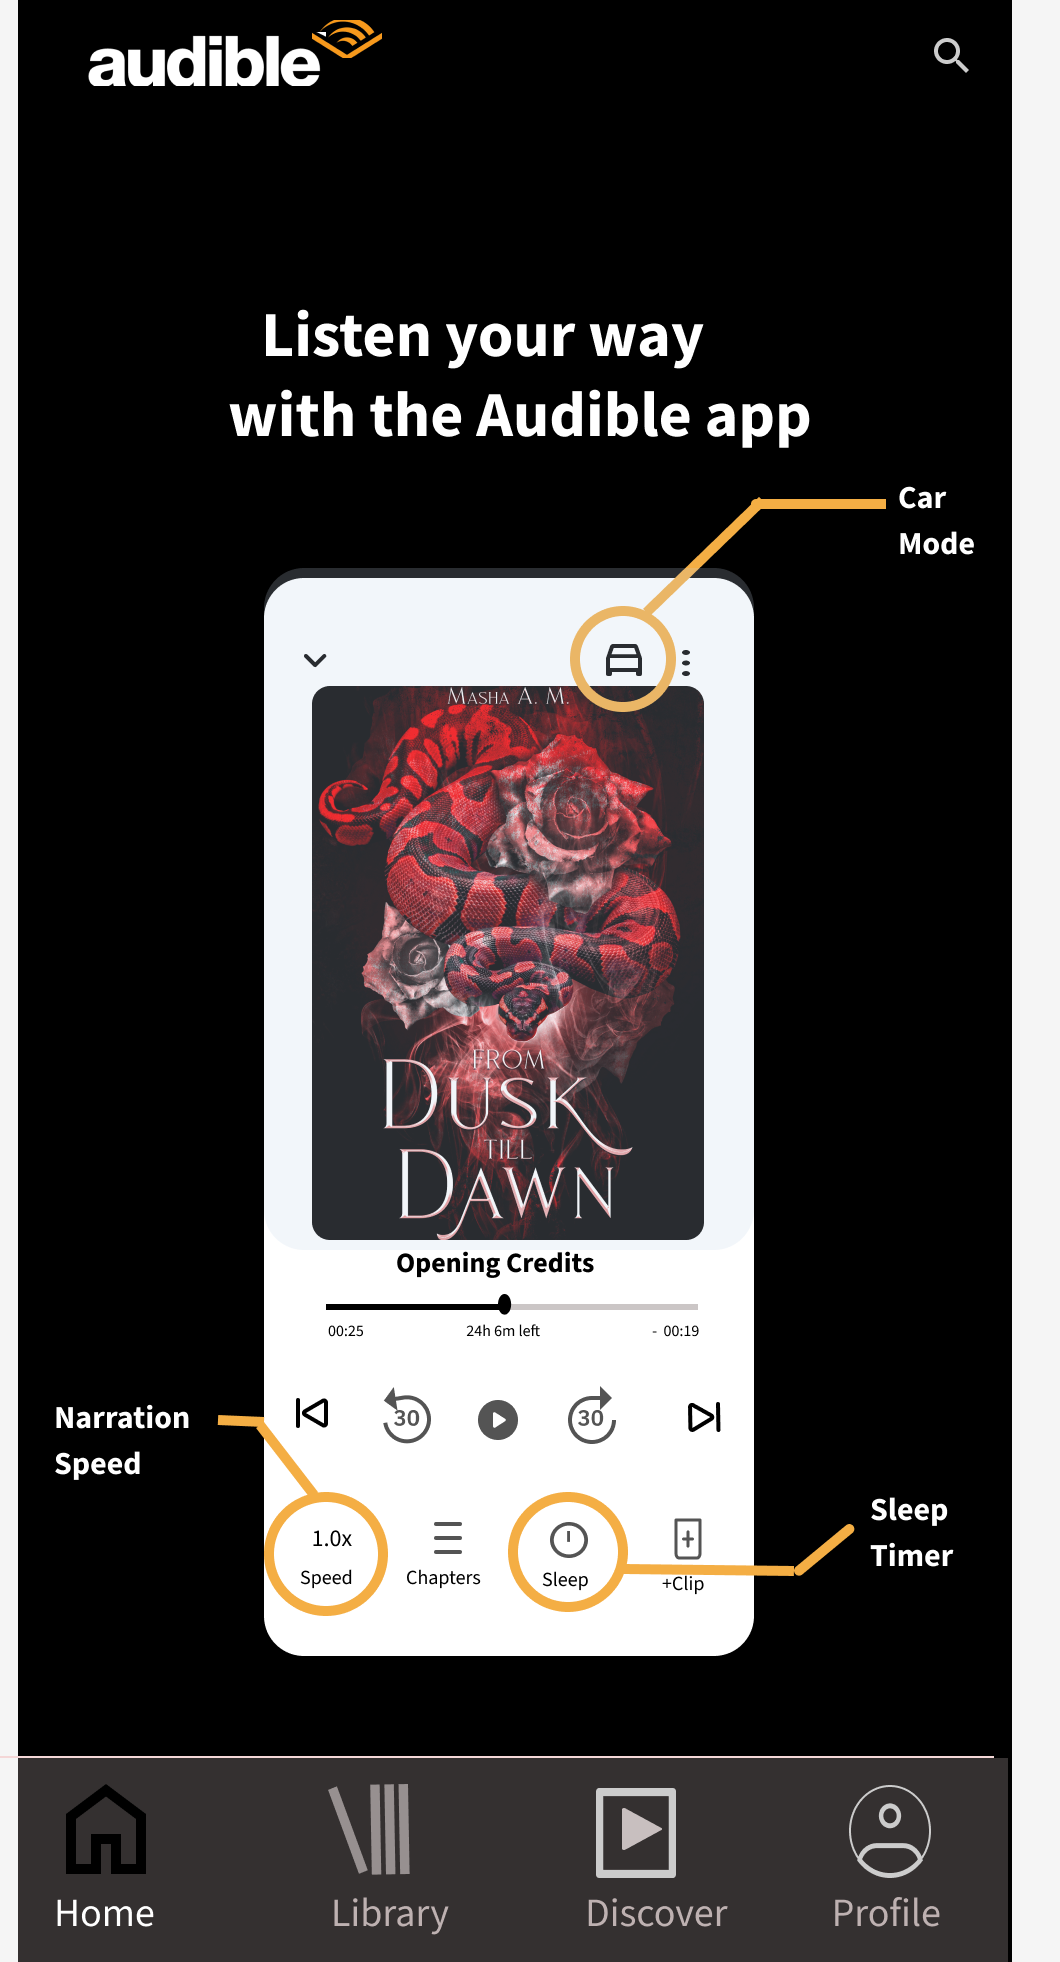 audible
Listen your way
with the Audible app
Car
Mode
MASHA A. M.
FROM
DUSK
TILL
DAWN
Opening Credits
00:25 24h 6m left - 00:19
30 30
Narration
Speed
1.0x
Speed Chapters Sleep +Clip
Sleep
Timer
Home Library Discover Profile